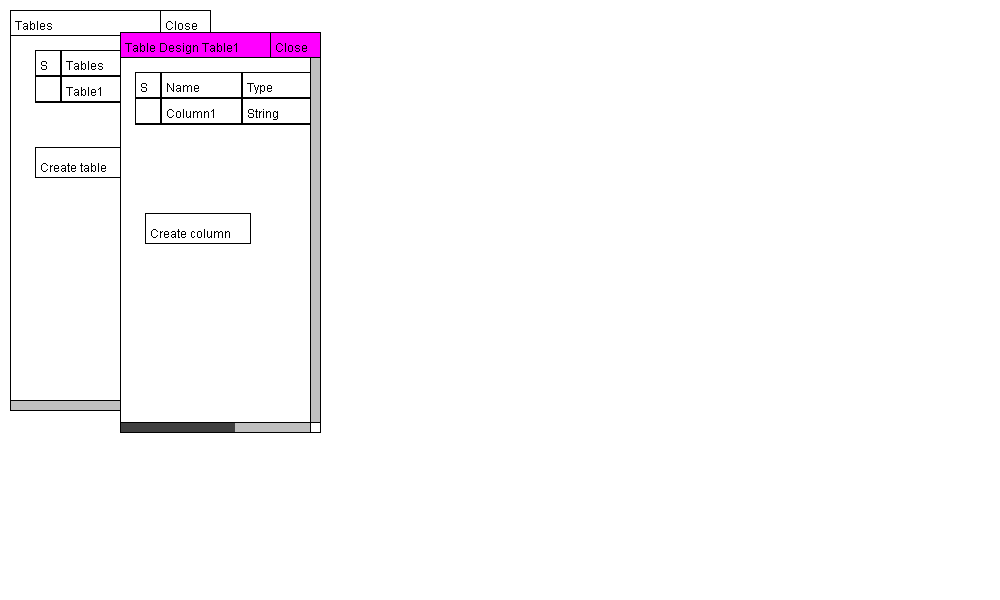 Tables Close
S Tables
Table1
Create table
Table Design Table1 Close
S Name Type
Column1 String
Create column